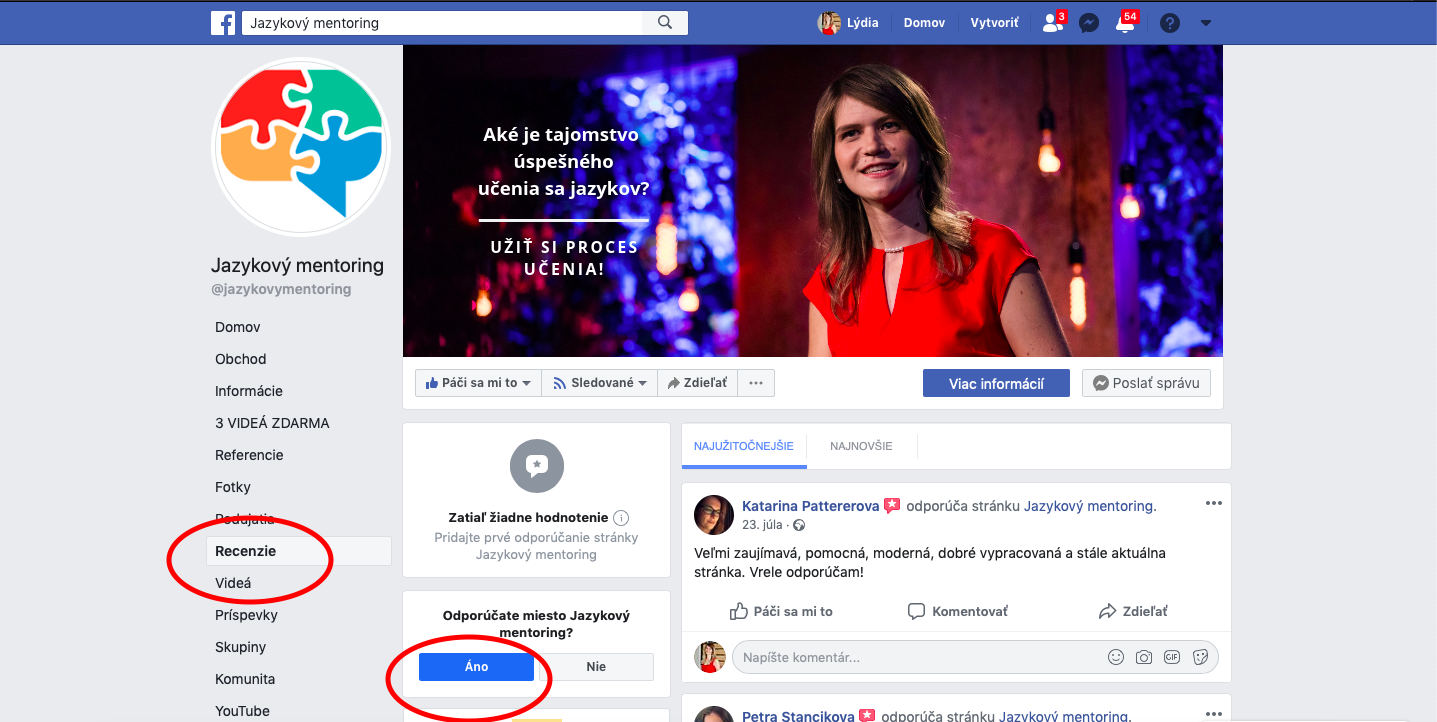 Jazykový mentoring
Lýdia
Domov
Vytvoriť
3
54
?
Aké je tajomstvo
úspešného
učenia sa jazykov?
UŽIŤ SI PROCES
UČENIA!
Jazykový mentoring
@jazykovymentoring
Domov
Obchod
Informácie
3 VIDEÁ ZDARMA
Referencie
Fotky
Podujatia
Recenzie
Videá
Príspevky
Skupiny
Komunita
YouTube
Páči sa mi to
Sledované
Zdieľať
Viac informácií
Poslať správu
Zatiaľ žiadne hodnotenie
Pridajte prvé odporúčanie stránky
Jazykový mentoring
Odporúčate miesto Jazykový
mentoring?
Áno
Nie
NAJUŽITOČNEJŠIE
NAJNOVŠIE
Katarina Pattererova odporúča stránku Jazykový mentoring.
23. júla ·
Veľmi zaujímavá, pomocná, moderná, dobré vypracovaná a stále aktuálna
stránka. Vrele odporúčam!
Páči sa mi to
Komentovať
Zdieľať
Napíšte komentár...
GIF
Petra Stancikova odporúča stránku Jazykový mentoring.